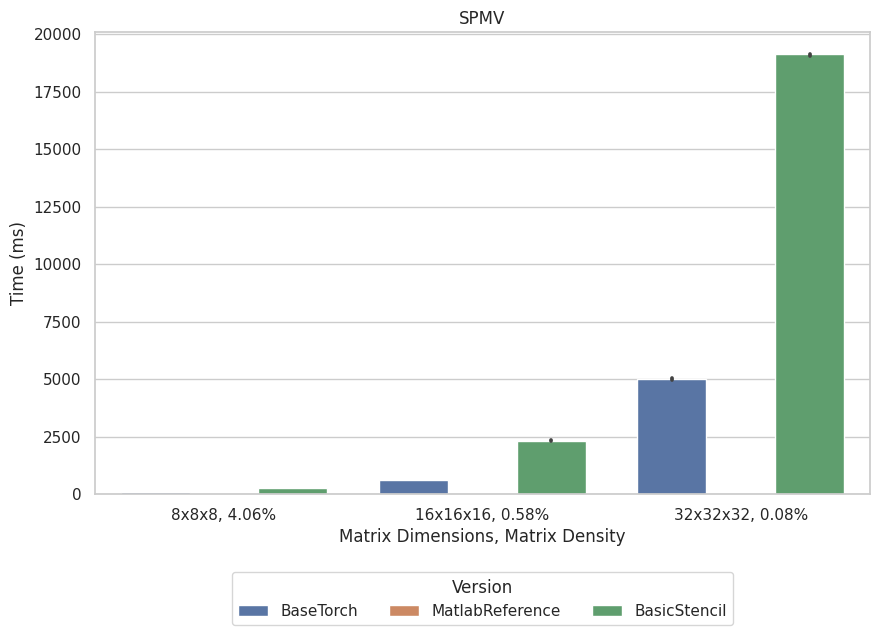 SPMV
20000
17500
15000
12500
10000
7500
5000
2500
0
Time (ms)
8x8x8, 4.06% 16x16x16, 0.58% 32x32x32, 0.08%
Matrix Dimensions, Matrix Density
Version
BaseTorch MatlabReference BasicStencil